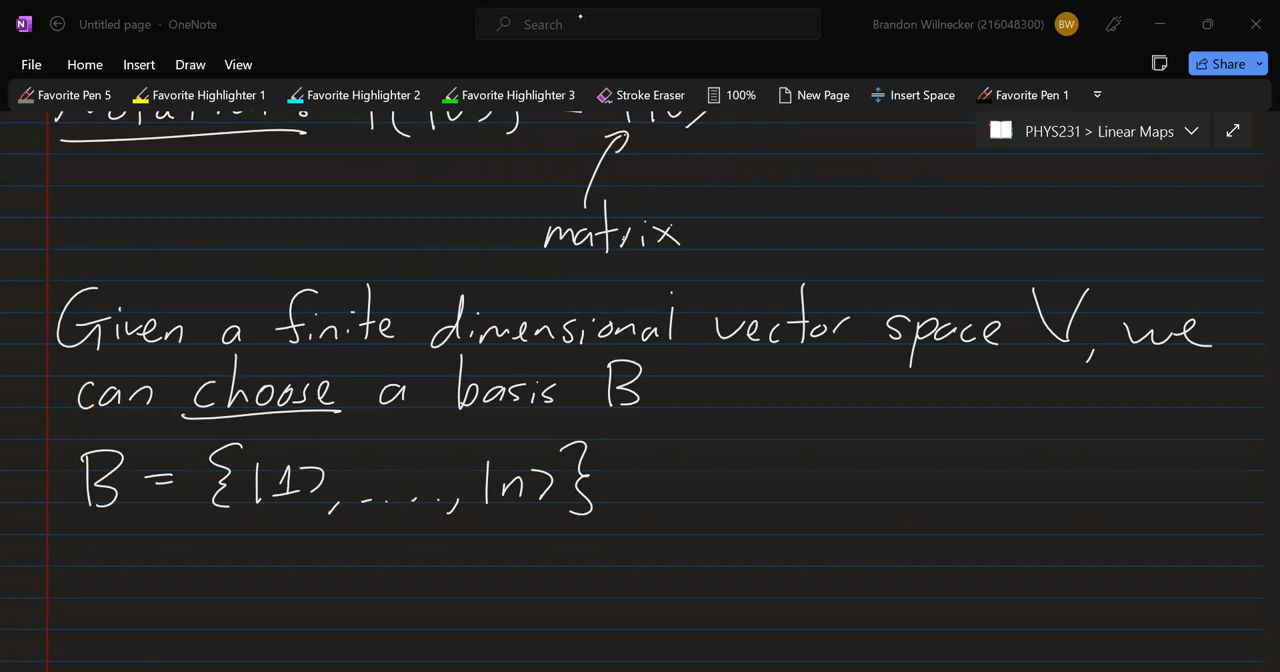 Untitled page - OneNote
Search
Brandon Willnecker (216048300)
BW
File Home Insert Draw View
Share
Favorite Pen 5 Favorite Highlighter 1 Favorite Highlighter 2 Favorite Highlighter 3 Stroke Eraser 100% New Page Insert Space Favorite Pen 1
PHYS231 > Linear Maps
matrix
Given a finite dimensional vector space V, we
can choose a basis B
B = {|1⟩, ...., |n⟩}